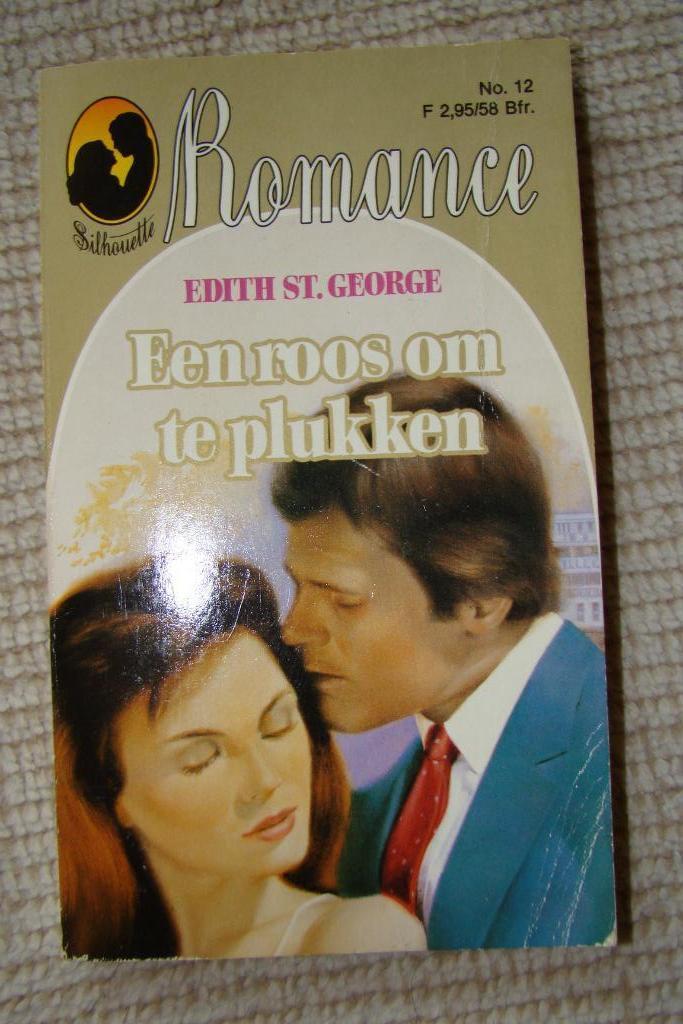 No. 12
F 2,95/58 Bfr.
Romance
Silhouette
EDITH ST. GEORGE
Een roos om
te plukken